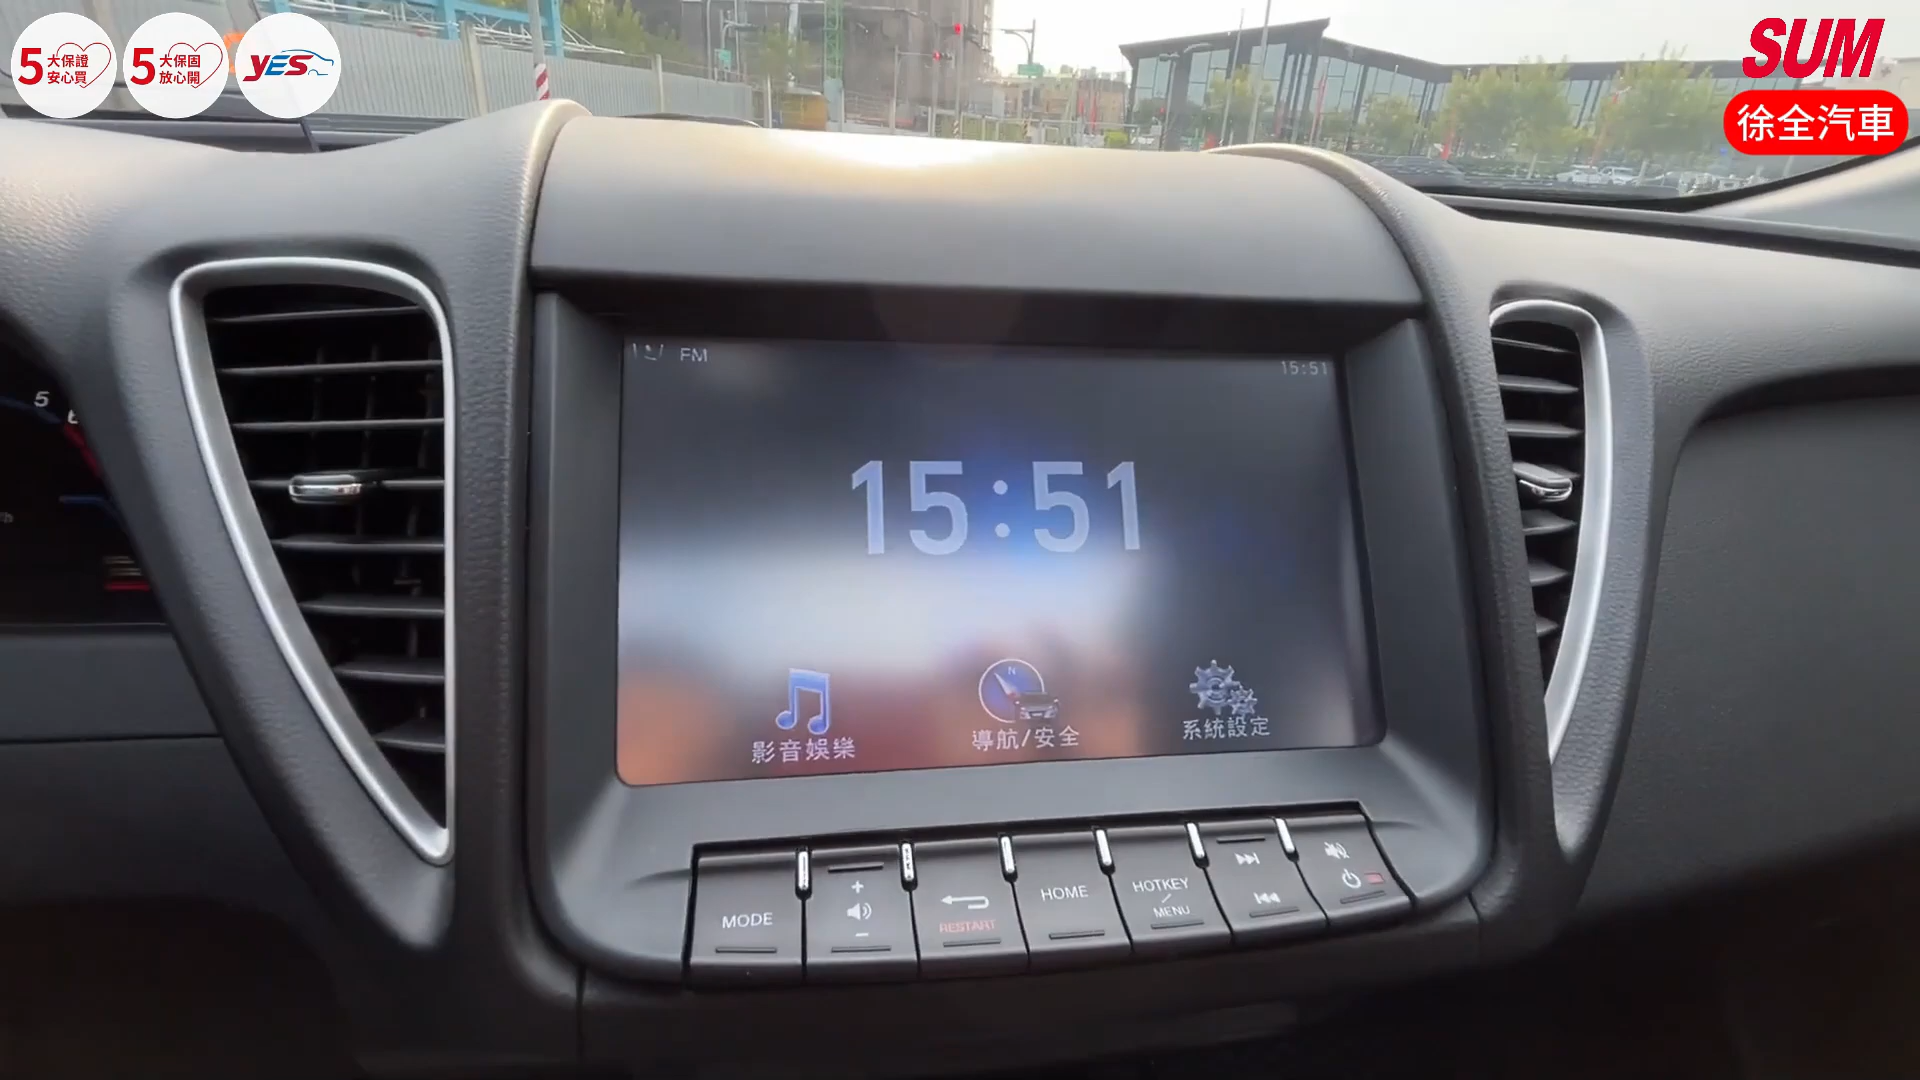 5大保證
安心買
5大保固
放心開
YES
SUM
徐全汽車
FM
15:51
15:51
影音娛樂
N
導航/安全
系統設定
5
6
MODE
+
-
RESTART
HOME
HOTKEY
/
MENU